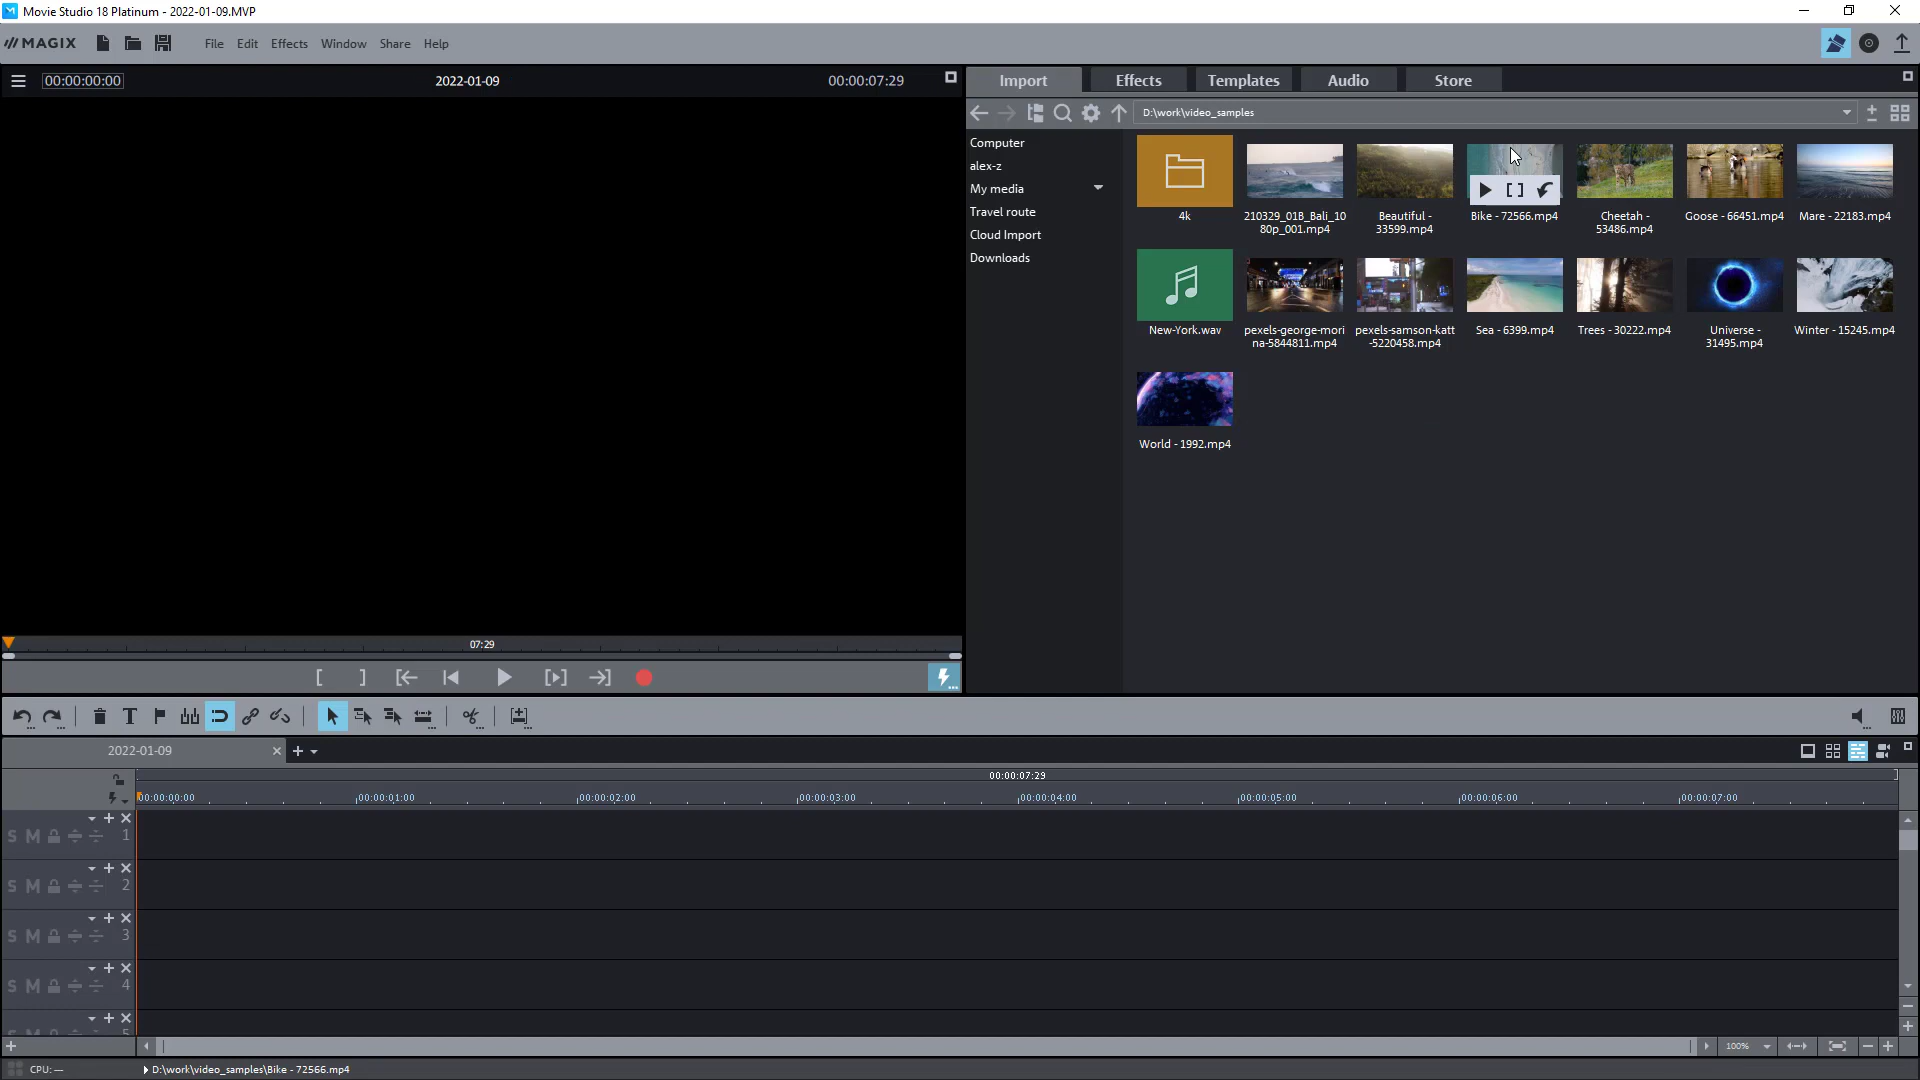 Movie Studio 18 Platinum - 2022-01-09.MVP
MAGIX File Edit Effects Window Share Help
00:00:00:00 2022-01-09 00:00:07:29
Import Effects Templates Audio Store
D:\work\video_samples
Computer
alex-z
My media
Travel route
Cloud Import
Downloads
4k
210329_01B_Bali_10
80p_001.mp4
Beautiful -
33599.mp4
Bike - 72566.mp4
Cheetah -
53486.mp4
Goose - 66451.mp4
Mare - 22183.mp4
New-York.wav
pexels-george-mori
na-5844811.mp4
pexels-samson-katt
-5220458.mp4
Sea - 6399.mp4
Trees - 30222.mp4
Universe -
31495.mp4
Winter - 15245.mp4
World - 1992.mp4
07:29
2022-01-09
00:00:07:29
00:00:00:00 00:00:01:00 00:00:02:00 00:00:03:00 00:00:04:00 00:00:05:00 00:00:06:00 00:00:07:00
S M 1
S M 2
S M 3
S M 4
S M 5
100%
CPU: — D:\work\video_samples\Bike - 72566.mp4